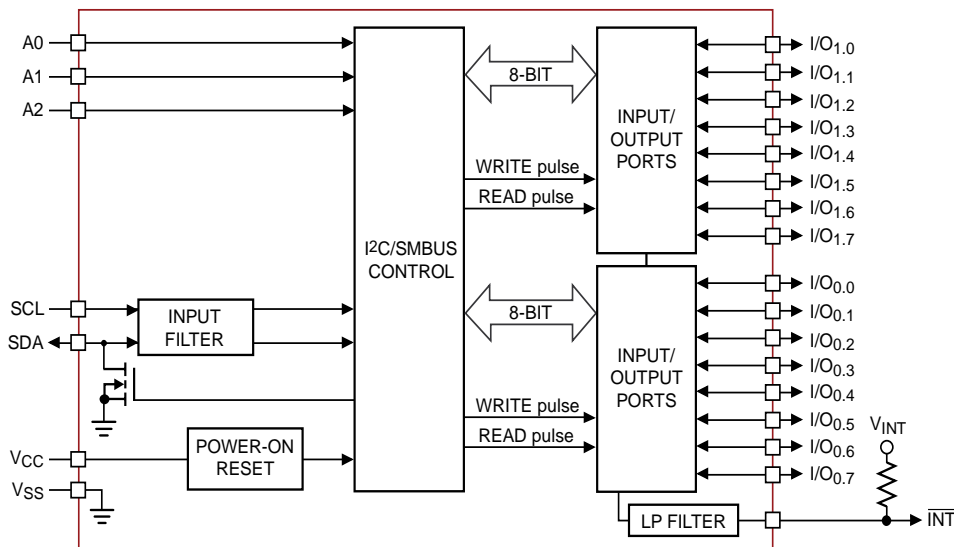 A0
A1
A2
SCL
SDA
VCC
VSS
INPUT
FILTER
POWER-ON
RESET
I2C/SMBUS
CONTROL
8-BIT
WRITE pulse
READ pulse
8-BIT
WRITE pulse
READ pulse
INPUT/
OUTPUT
PORTS
INPUT/
OUTPUT
PORTS
LP FILTER
I/O1.0
I/O1.1
I/O1.2
I/O1.3
I/O1.4
I/O1.5
I/O1.6
I/O1.7
I/O0.0
I/O0.1
I/O0.2
I/O0.3
I/O0.4
I/O0.5
I/O0.6
I/O0.7
VINT
INT